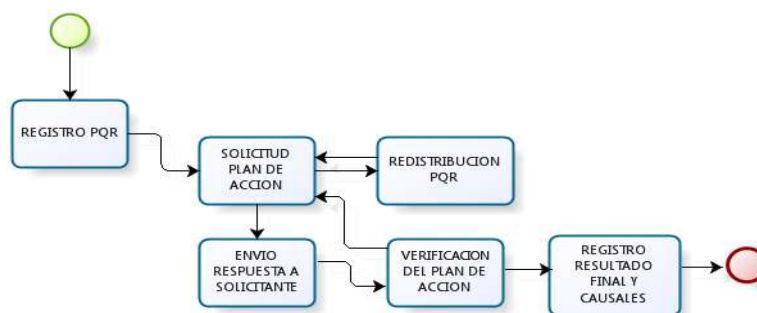 REGISTRO PQR
SOLICITUD
PLAN DE
ACCION
REDISTRIBUCION
PQR
ENVIO
RESPUESTA A
SOLICITANTE
VERIFICACION
DEL PLAN DE
ACCION
REGISTRO
RESULTADO
FINAL Y
CAUSALES